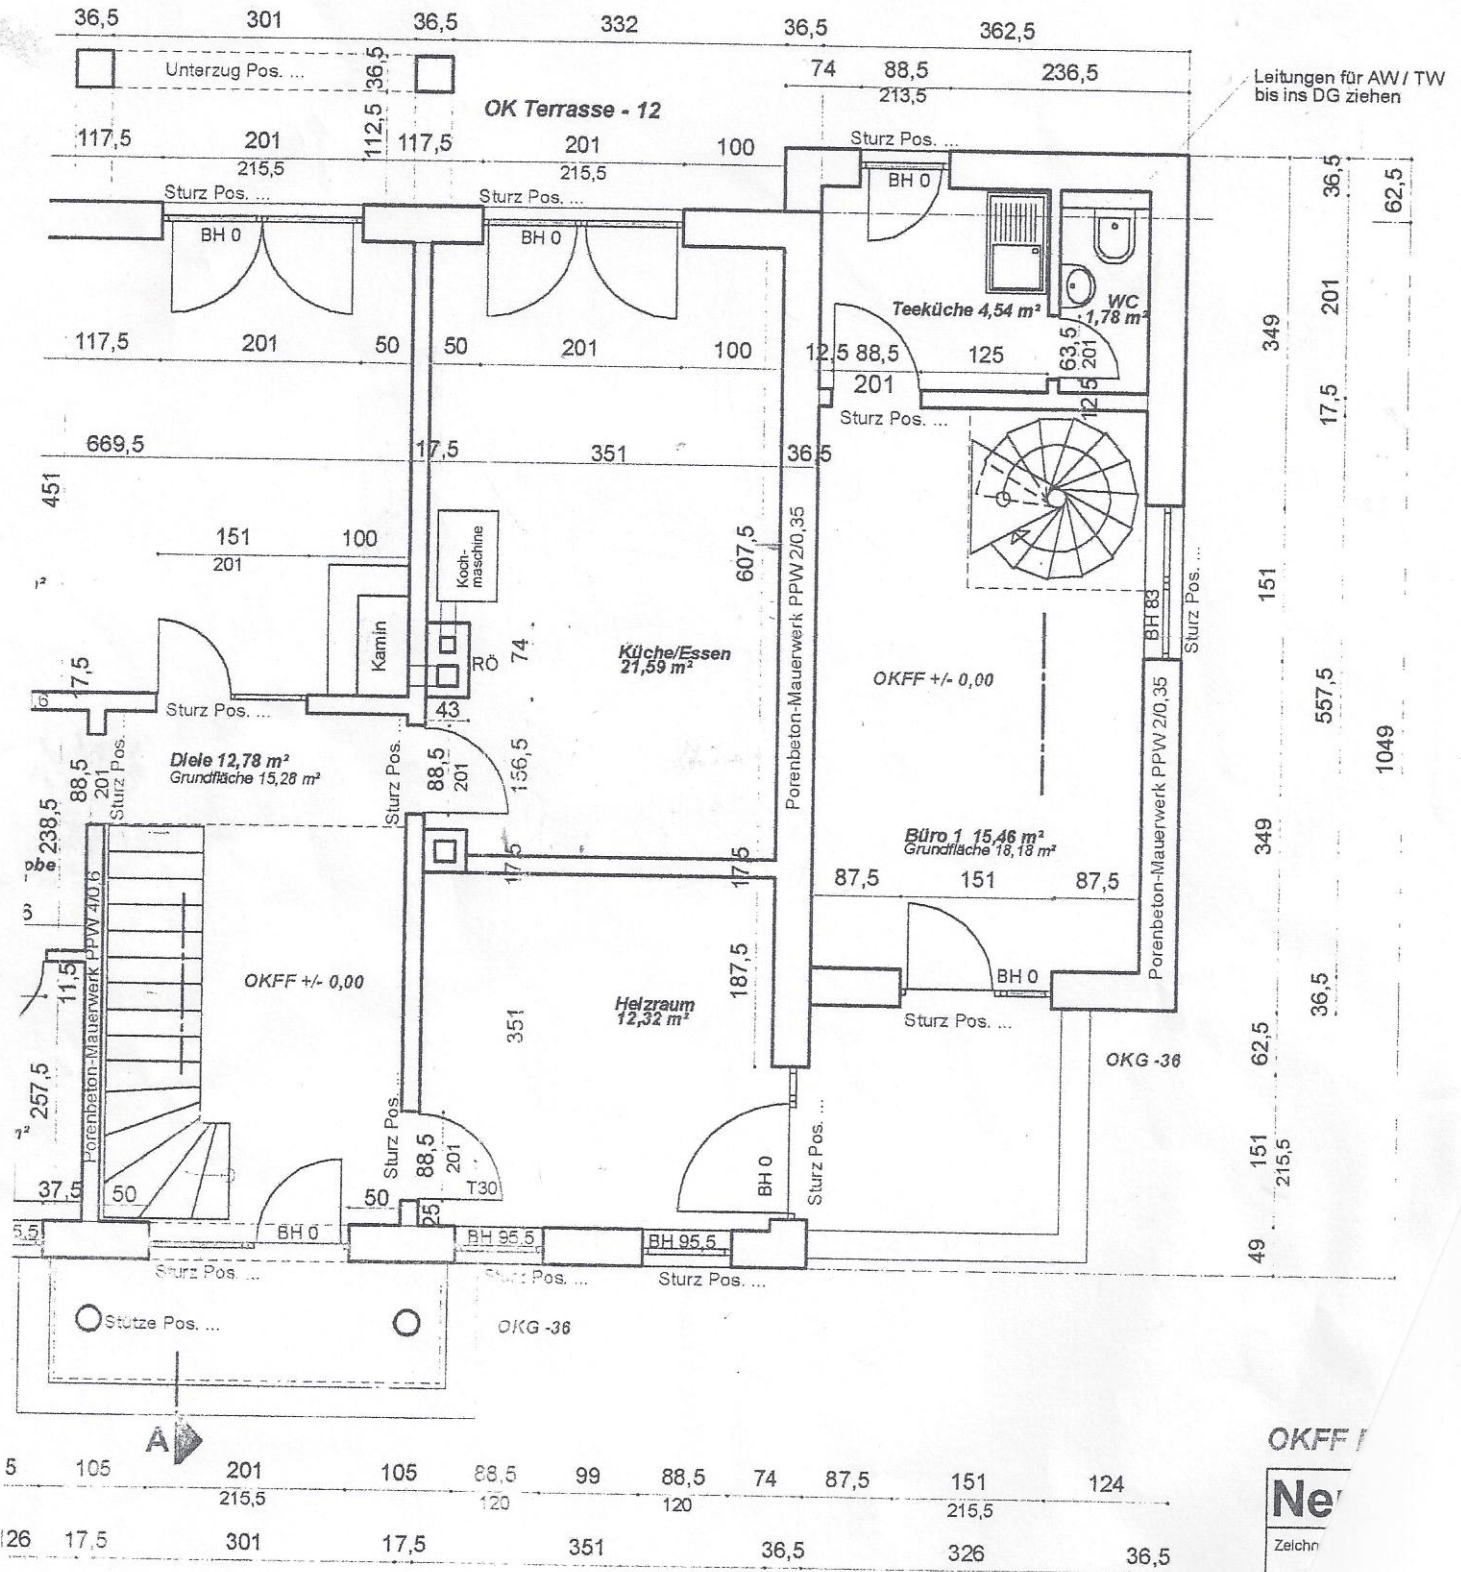 36,5 301 36,5 332 36,5 362,5
Unterzug Pos. ...
36,5
74 88,5 236,5
213,5
Leitungen für AW / TW
bis ins DG ziehen
OK Terrasse - 12
112,5
117,5 201 117,5 201 100
215,5 215,5
Sturz Pos. ...
Sturz Pos. ...
Sturz Pos. ...
BH 0
BH 0
BH 0
36,5
62,5
Teeküche 4,54 m²
WC
1,78 m²
201
349
117,5 201 50 50 201 100
12,5 88,5 125
201
63,5
201
12,5
Sturz Pos. ...
17,5
669,5 17,5 351 36,5
451
151 100
201
Koch-
maschine
607,5
Porenbeton-Mauerwerk PPW 2/0,35
BH 83
Sturz Pos. ...
151
Kamin
RÖ
74
Küche/Essen
21,59 m²
OKFF +/- 0,00
17,5
Sturz Pos. ...
43
557,5
Porenbeton-Mauerwerk PPW 2/0,35
1049
Diele 12,78 m²
Grundfläche 15,28 m²
88,5
201
Sturz Pos.
Sturz Pos.
88,5
201
156,5
238,5
obe
Büro 1 15,46 m²
Grundfläche 18,18 m²
349
17,5
17,5
87,5 151 87,5
Porenbeton-Mauerwerk PPW 4/0,6
11,5
OKFF +/- 0,00
187,5
351
Heizraum
12,32 m²
BH 0
Sturz Pos. ...
36,5
62,5
OKG -36
257,5
Sturz Pos. ...
88,5
201
T30
BH 0
Sturz Pos. ...
151
215,5
37,5 50 50
25
BH 0
BH 95,5
BH 95,5
49
Sturz Pos. ...
Sturz Pos. ...
Sturz Pos. ...
Stütze Pos. ...
OKG -36
A
OKFF
5 105 201 105 88,5 99 88,5 74 87,5 151 124
215,5 120 120 215,5
Ne
26 17,5 301 17,5 351 36,5 326 36,5
Zeichn